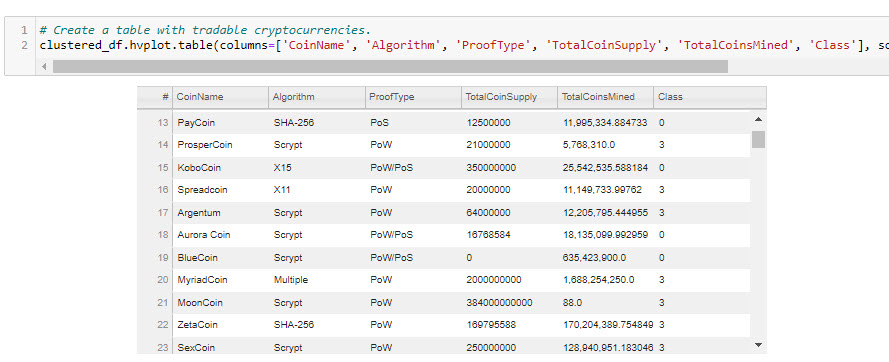 1 # Create a table with tradable cryptocurrencies.
2 clustered_df.hvplot.table(columns=['CoinName', 'Algorithm', 'ProofType', 'TotalCoinSupply', 'TotalCoinsMined', 'Class'], so
# CoinName Algorithm ProofType TotalCoinSupply TotalCoinsMined Class
13 PayCoin SHA-256 PoS 12500000 11,995,334.884733 0
14 ProsperCoin Scrypt PoW 21000000 5,768,310.0 3
15 KoboCoin X15 PoW/PoS 350000000 25,542,535.588184 0
16 Spreadcoin X11 PoW 20000000 11,149,733.99762 3
17 Argentum Scrypt PoW 64000000 12,205,795.444955 3
18 Aurora Coin Scrypt PoW/PoS 16768584 18,135,099.992959 0
19 BlueCoin Scrypt PoW/PoS 0 635,423,900.0 0
20 MyriadCoin Multiple PoW 2000000000 1,688,254,250.0 3
21 MoonCoin Scrypt PoW 384000000000 88.0 3
22 ZetaCoin SHA-256 PoW 169795588 170,204,389.754849 3
23 SexCoin Scrypt PoW 250000000 128,940,951.183046 3